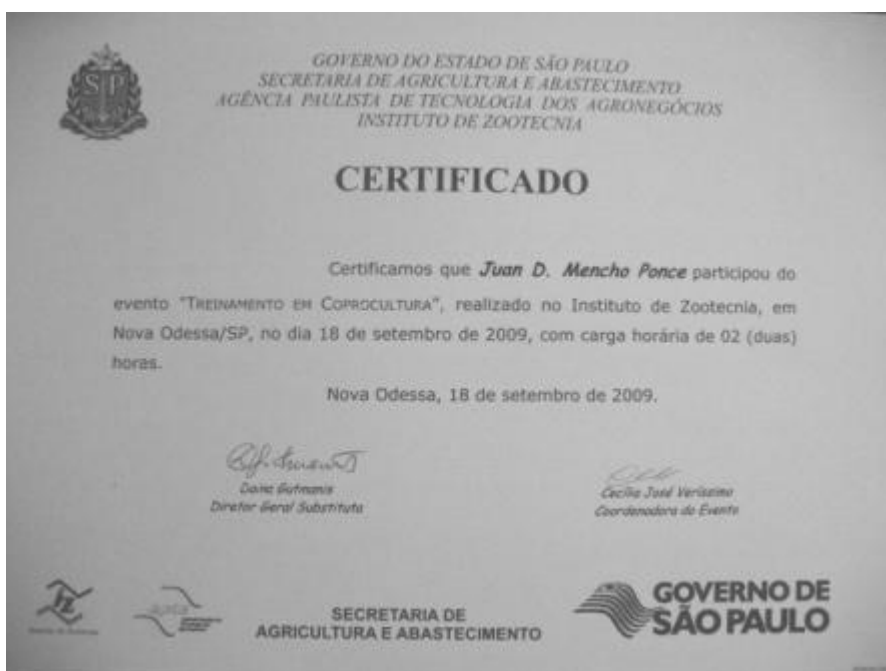 GOVERNO DO ESTADO DE SÃO PAULO
SECRETARIA DE AGRICULTURA E ABASTECIMENTO
AGÊNCIA PAULISTA DE TECNOLOGIA DOS AGRONEGÓCIOS
INSTITUTO DE ZOOTECNIA
CERTIFICADO
Certificamos que Juan D. Mencho Ponce participou do
evento "TREINAMENTO EM COPROCULTURA", realizado no Instituto de Zootecnia, em
Nova Odessa/SP, no dia 18 de setembro de 2009, com carga horária de 02 (duas)
horas.
Nova Odessa, 18 de setembro de 2009.
Daina Gutmanis
Diretor Geral Substituta
Cecília José Veríssimo
Coordenadora do Evento
SECRETARIA DE
AGRICULTURA E ABASTECIMENTO
GOVERNO DE
SÃO PAULO